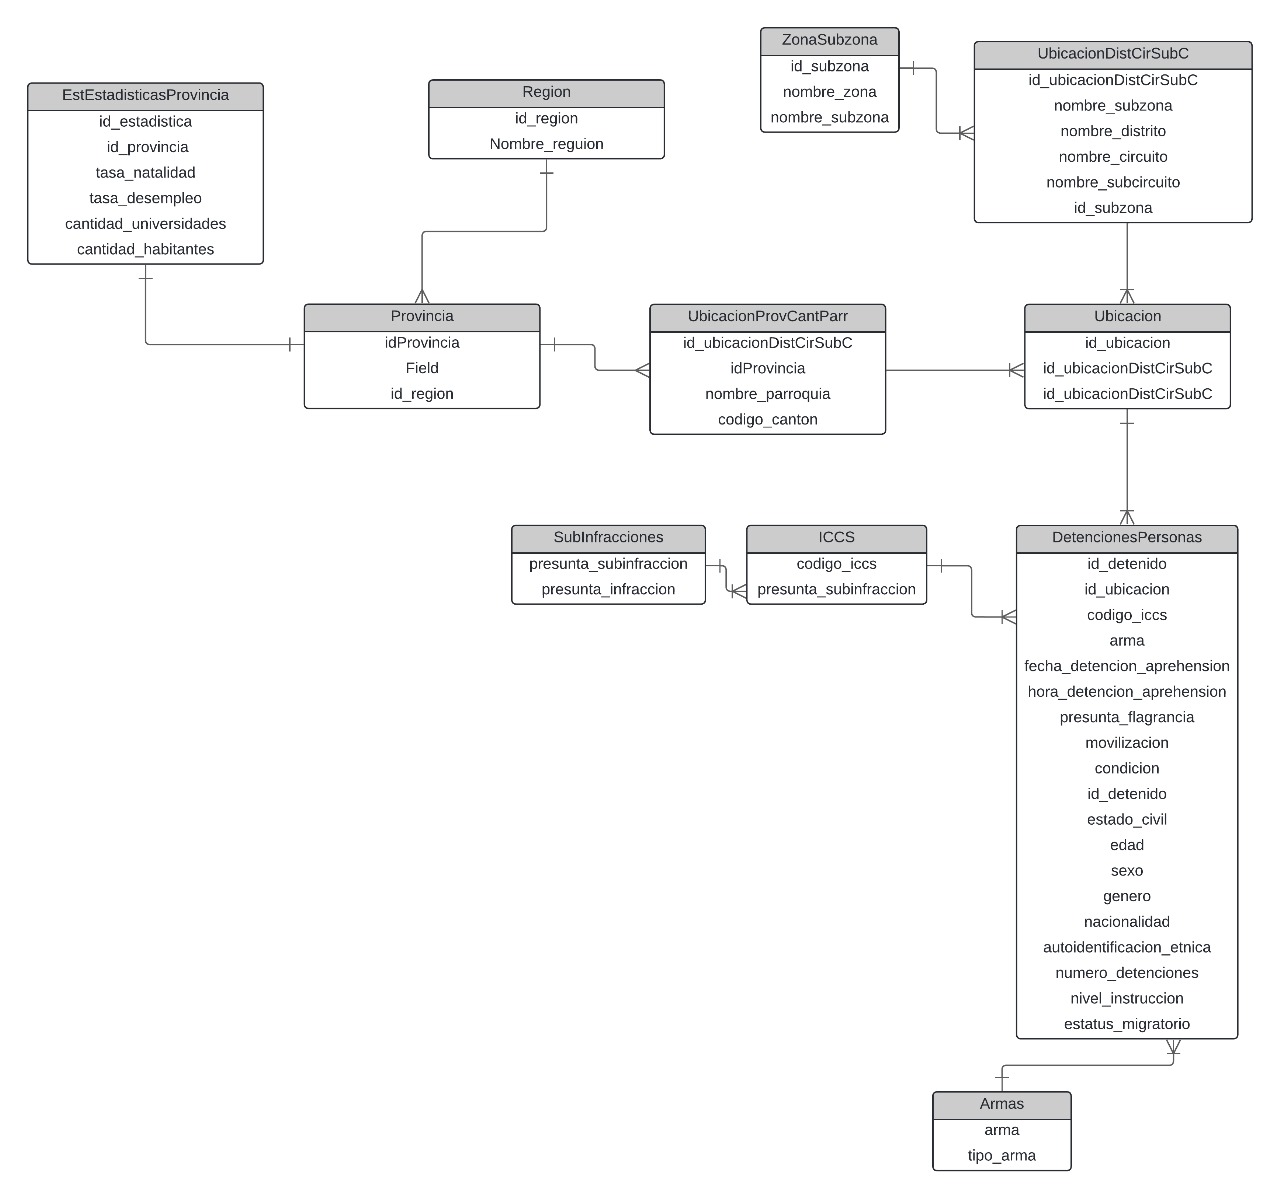 ZonaSubzona
id_subzona
nombre_zona
nombre_subzona
UbicacionDistCirSubC
id_ubicacionDistCirSubC
nombre_subzona
nombre_distrito
nombre_circuito
nombre_subcircuito
id_subzona
EstEstadisticasProvincia
id_estadistica
id_provincia
tasa_natalidad
tasa_desempleo
cantidad_universidades
cantidad_habitantes
Region
id_region
Nombre_reguion
Provincia
idProvincia
Field
id_region
UbicacionProvCantParr
id_ubicacionDistCirSubC
idProvincia
nombre_parroquia
codigo_canton
Ubicacion
id_ubicacion
id_ubicacionDistCirSubC
id_ubicacionDistCirSubC
SubInfracciones
presunta_subinfraccion
presunta_infraccion
ICCS
codigo_iccs
presunta_subinfraccion
DetencionesPersonas
id_detenido
id_ubicacion
codigo_iccs
arma
fecha_detencion_aprehension
hora_detencion_aprehension
presunta_flagrancia
movilizacion
condicion
id_detenido
estado_civil
edad
sexo
genero
nacionalidad
autoidentificacion_etnica
numero_detenciones
nivel_instruccion
estatus_migratorio
Armas
arma
tipo_arma